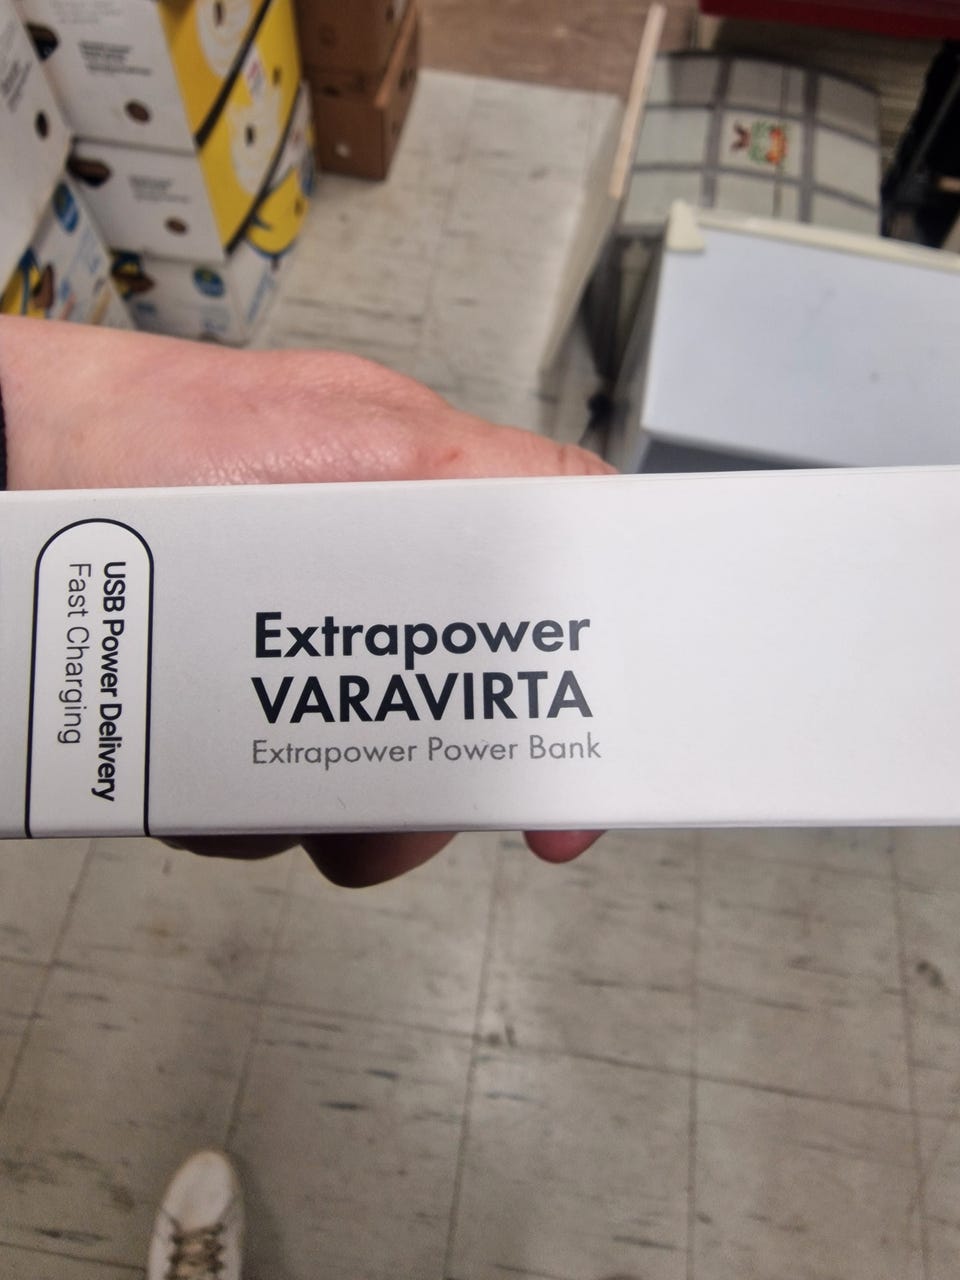 USB Power Delivery
Fast Charging
Extrapower
VARAVIRTA
Extrapower Power Bank